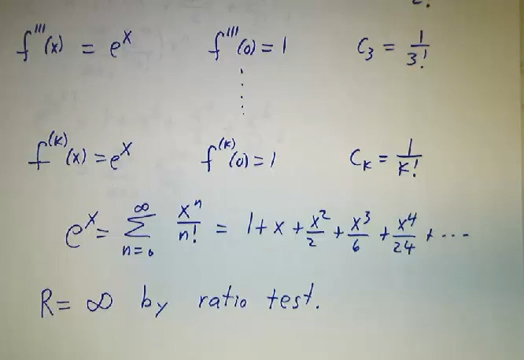 f'''(x) = e^x f'''(0) = 1 C_3 = 1/3!
⋮
f^(k)(x) = e^x f^(k)(0) = 1 C_k = 1/k!
e^x = ∑_{n=0}^{∞} x^n/n! = 1 + x + x^2/2 + x^3/6 + x^4/24 + ⋯
R = ∞ by ratio test.